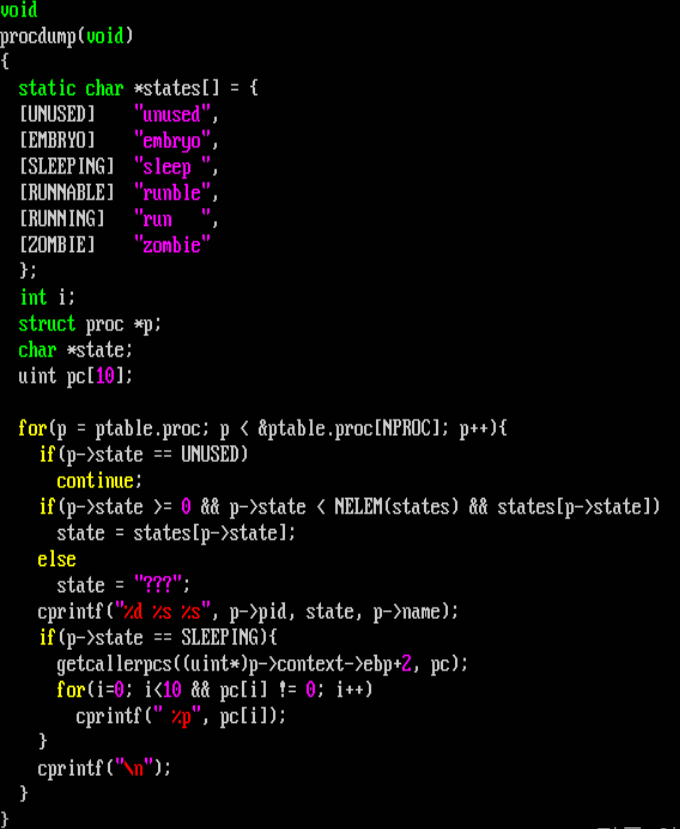 void
procdump(void)
{
  static char *states[] = {
  [UNUSED]    "unused",
  [EMBRYO]    "embryo",
  [SLEEPING]  "sleep ",
  [RUNNABLE]  "runble",
  [RUNNING]   "run   ",
  [ZOMBIE]    "zombie"
  };
  int i;
  struct proc *p;
  char *state;
  uint pc[10];

  for(p = ptable.proc; p < &ptable.proc[NPROC]; p++){
    if(p->state == UNUSED)
      continue;
    if(p->state >= 0 && p->state < NELEM(states) && states[p->state])
      state = states[p->state];
    else
      state = "???";
    cprintf("%d %s %s", p->pid, state, p->name);
    if(p->state == SLEEPING){
      getcallerpcs((uint*)p->context->ebp+2, pc);
      for(i=0; i<10 && pc[i] != 0; i++)
        cprintf(" %p", pc[i]);
    }
    cprintf("\n");
  }
}